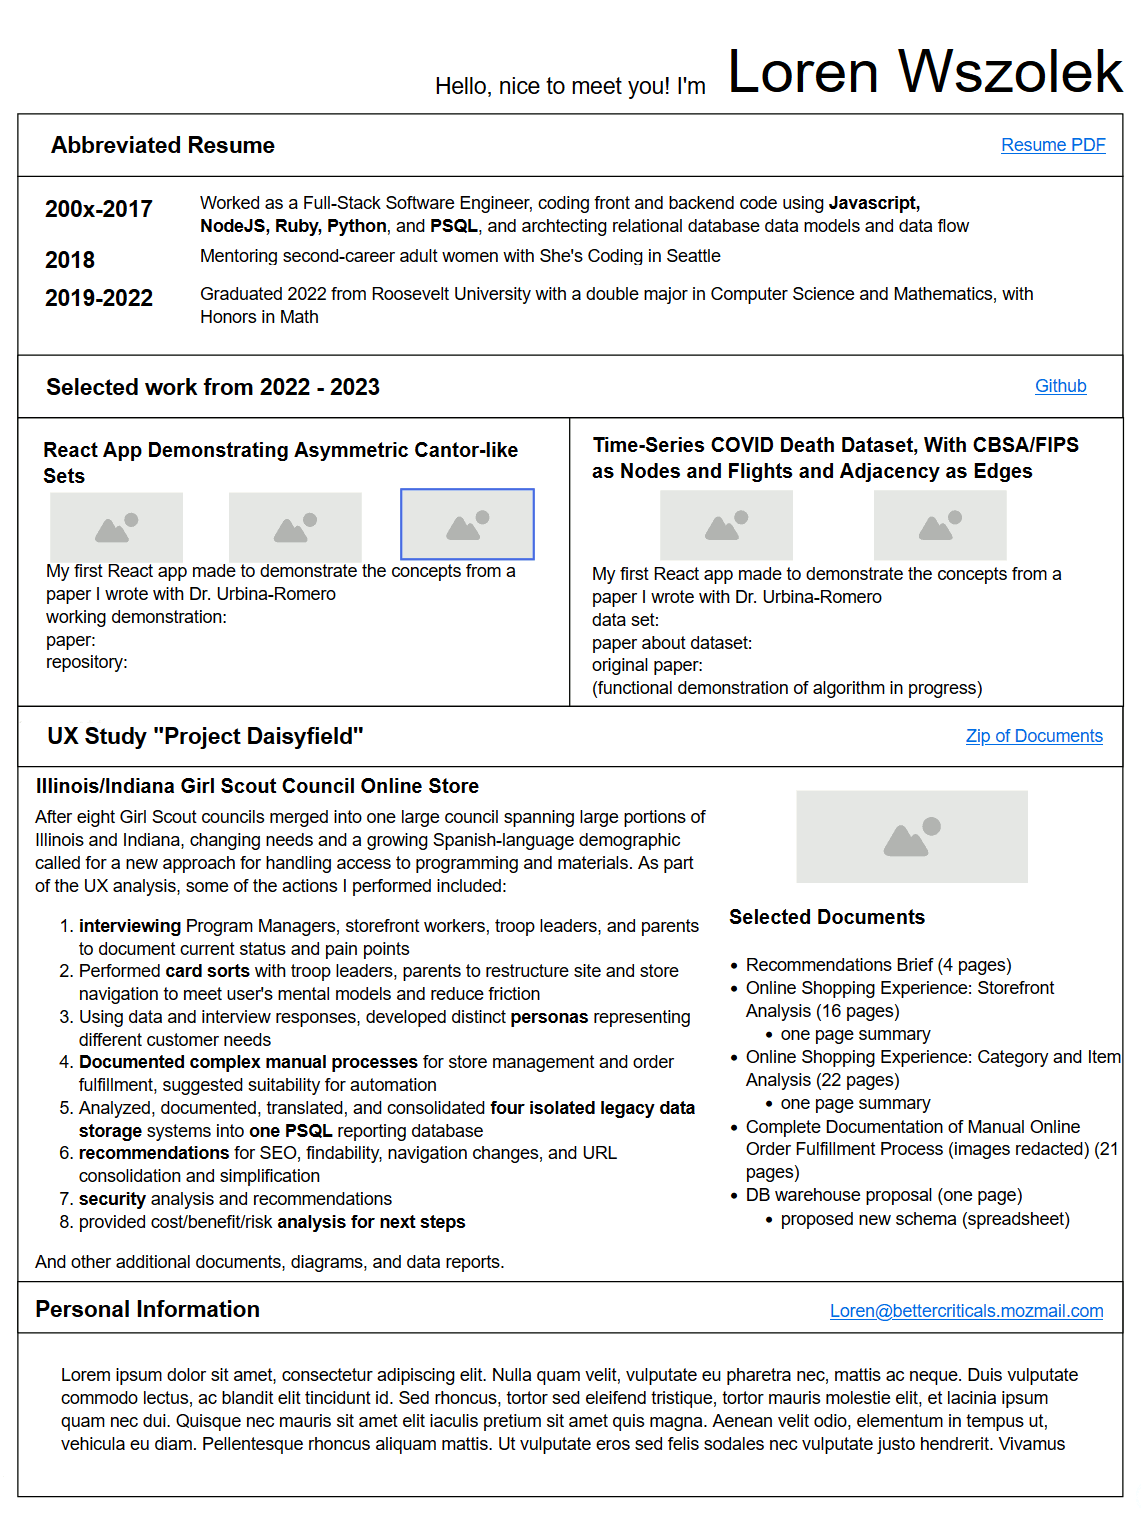 Hello, nice to meet you! I'm Loren Wszolek
Abbreviated Resume
Resume PDF
200x-2017
Worked as a Full-Stack Software Engineer, coding front and backend code using Javascript,
NodeJS, Ruby, Python, and PSQL, and archtecting relational database data models and data flow
2018
Mentoring second-career adult women with She's Coding in Seattle
2019-2022
Graduated 2022 from Roosevelt University with a double major in Computer Science and Mathematics, with
Honors in Math
Selected work from 2022 - 2023
Github
React App Demonstrating Asymmetric Cantor-like
Sets
My first React app made to demonstrate the concepts from a
paper I wrote with Dr. Urbina-Romero
working demonstration:
paper:
repository:
Time-Series COVID Death Dataset, With CBSA/FIPS
as Nodes and Flights and Adjacency as Edges
My first React app made to demonstrate the concepts from a
paper I wrote with Dr. Urbina-Romero
data set:
paper about dataset:
original paper:
(functional demonstration of algorithm in progress)
UX Study "Project Daisyfield"
Zip of Documents
Illinois/Indiana Girl Scout Council Online Store
After eight Girl Scout councils merged into one large council spanning large portions of
Illinois and Indiana, changing needs and a growing Spanish-language demographic
called for a new approach for handling access to programming and materials. As part
of the UX analysis, some of the actions I performed included:
1. interviewing Program Managers, storefront workers, troop leaders, and parents
to document current status and pain points
2. Performed card sorts with troop leaders, parents to restructure site and store
navigation to meet user's mental models and reduce friction
3. Using data and interview responses, developed distinct personas representing
different customer needs
4. Documented complex manual processes for store management and order
fulfillment, suggested suitability for automation
5. Analyzed, documented, translated, and consolidated four isolated legacy data
storage systems into one PSQL reporting database
6. recommendations for SEO, findability, navigation changes, and URL
consolidation and simplification
7. security analysis and recommendations
8. provided cost/benefit/risk analysis for next steps
And other additional documents, diagrams, and data reports.
Selected Documents
• Recommendations Brief (4 pages)
• Online Shopping Experience: Storefront
Analysis (16 pages)
• one page summary
• Online Shopping Experience: Category and Item
Analysis (22 pages)
• one page summary
• Complete Documentation of Manual Online
Order Fulfillment Process (images redacted) (21
pages)
• DB warehouse proposal (one page)
• proposed new schema (spreadsheet)
Personal Information
Loren@bettercriticals.mozmail.com
Lorem ipsum dolor sit amet, consectetur adipiscing elit. Nulla quam velit, vulputate eu pharetra nec, mattis ac neque. Duis vulputate
commodo lectus, ac blandit elit tincidunt id. Sed rhoncus, tortor sed eleifend tristique, tortor mauris molestie elit, et lacinia ipsum
quam nec dui. Quisque nec mauris sit amet elit iaculis pretium sit amet quis magna. Aenean velit odio, elementum in tempus ut,
vehicula eu diam. Pellentesque rhoncus aliquam mattis. Ut vulputate eros sed felis sodales nec vulputate justo hendrerit. Vivamus